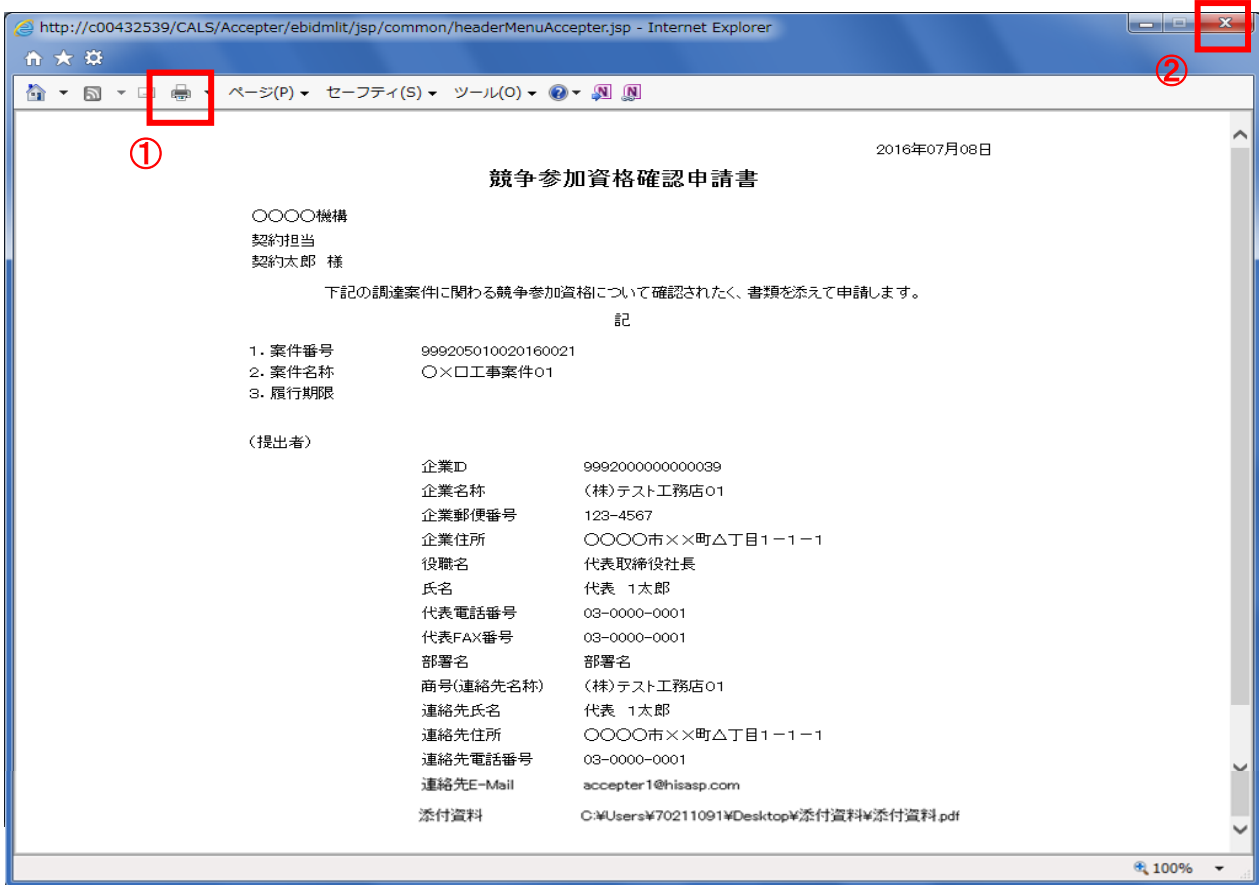 http://c00432539/CALS/Accepter/ebidmlit/jsp/common/headerMenuAccepter.jsp - Internet Explorer
②
ページ(P) セーフティ(S) ツール(O)
①
2016年07月08日
競争参加資格確認申請書
〇〇〇〇機構
契約担当
契約太郎 様
下記の調達案件に関わる競争参加資格について確認されたく、書類を添えて申請します。
記
1. 案件番号 999205010020160021
2. 案件名称 〇×口工事案件01
3. 履行期限
(提出者)
企業ID 9992000000000039
企業名称 (株)テスト工務店01
企業郵便番号 123-4567
企業住所 〇〇〇〇市××町△丁目1-1-1
役職名 代表取締役社長
氏名 代表 1太郎
代表電話番号 03-0000-0001
代表FAX番号 03-0000-0001
部署名 部署名
商号(連絡先名称) (株)テスト工務店01
連絡先氏名 代表 1太郎
連絡先住所 〇〇〇〇市××町△丁目1-1-1
連絡先電話番号 03-0000-0001
連絡先E-Mail accepter1@hisasp.com
添付資料 C:¥Users¥70211091¥Desktop¥添付資料¥添付資料.pdf
100%